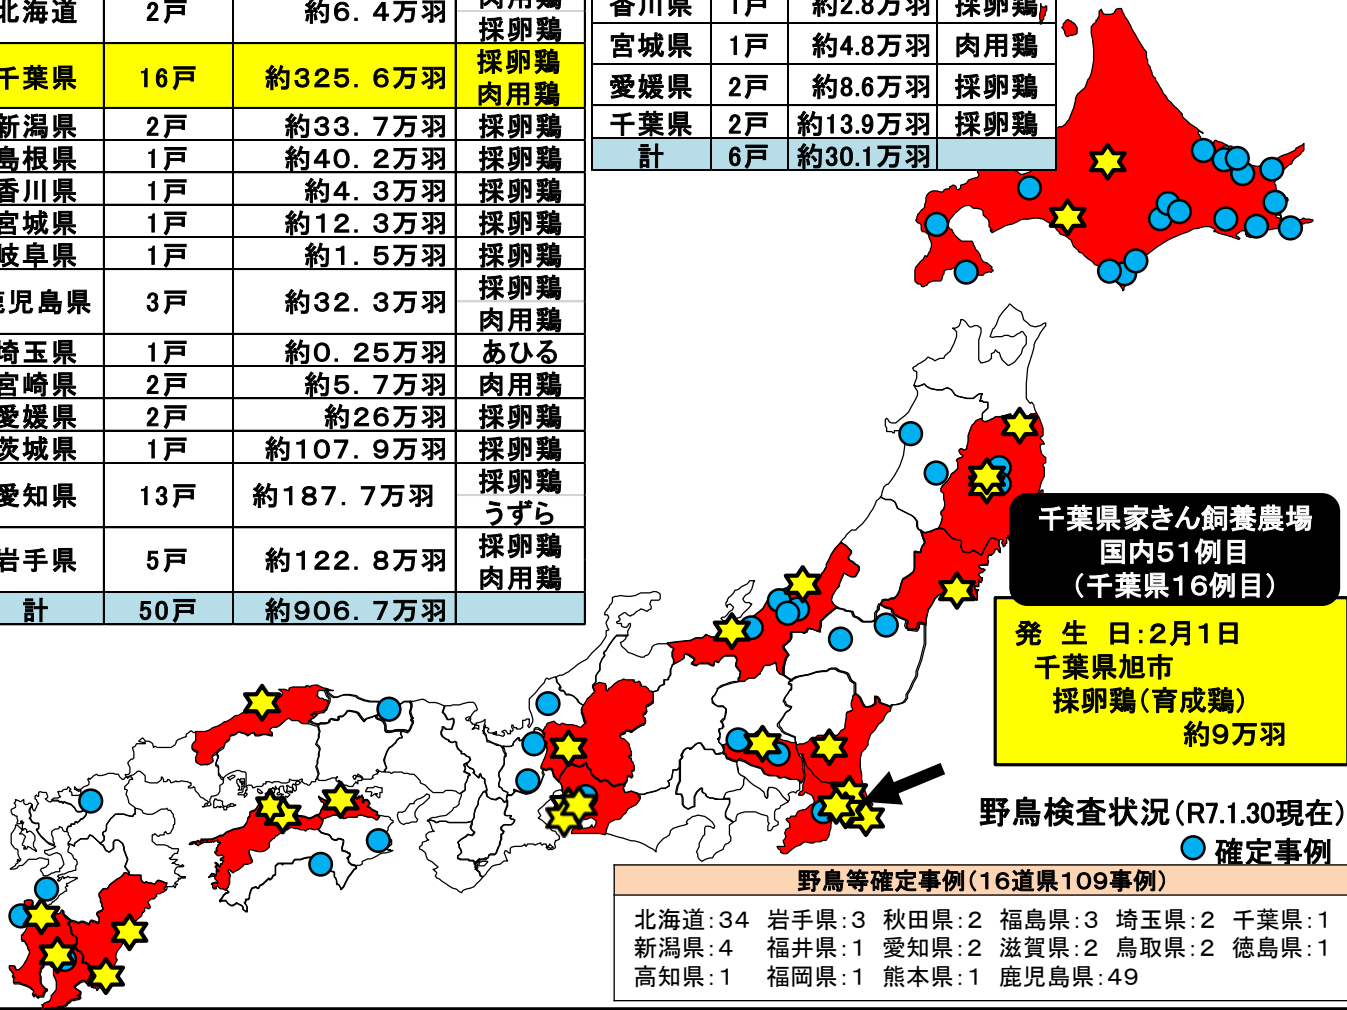 北海道 2戸 約6.4万羽 肉用鶏
採卵鶏
千葉県 16戸 約325.6万羽 採卵鶏
肉用鶏
新潟県 2戸 約33.7万羽 採卵鶏
島根県 1戸 約40.2万羽 採卵鶏
香川県 1戸 約4.3万羽 採卵鶏
宮城県 1戸 約12.3万羽 採卵鶏
岐阜県 1戸 約1.5万羽 採卵鶏
鹿児島県 3戸 約32.3万羽 採卵鶏
肉用鶏
埼玉県 1戸 約0.25万羽 あひる
宮崎県 2戸 約5.7万羽 肉用鶏
愛媛県 2戸 約26万羽 採卵鶏
茨城県 1戸 約107.9万羽 採卵鶏
愛知県 13戸 約187.7万羽 採卵鶏
うずら
岩手県 5戸 約122.8万羽 採卵鶏
肉用鶏
計 50戸 約906.7万羽
香川県 1戸 約2.8万羽 採卵鶏
宮城県 1戸 約4.8万羽 肉用鶏
愛媛県 2戸 約8.6万羽 採卵鶏
千葉県 2戸 約13.9万羽 採卵鶏
計 6戸 約30.1万羽
千葉県家きん飼養農場
国内51例目
(千葉県16例目)
発 生 日:2月1日
千葉県旭市
採卵鶏(育成鶏)
約9万羽
野鳥検査状況(R7.1.30現在)
確定事例
野鳥等確定事例(16道県109事例)
北海道:34 岩手県:3 秋田県:2 福島県:3 埼玉県:2 千葉県:1
新潟県:4 福井県:1 愛知県:2 滋賀県:2 鳥取県:2 徳島県:1
高知県:1 福岡県:1 熊本県:1 鹿児島県:49